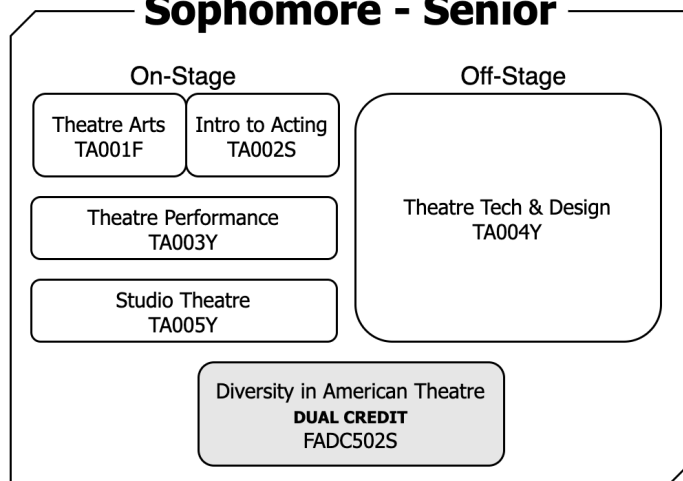 Sophomore - Senior
On-Stage
Off-Stage
Theatre Arts
TA001F
Intro to Acting
TA002S
Theatre Performance
TA003Y
Studio Theatre
TA005Y
Theatre Tech & Design
TA004Y
Diversity in American Theatre
DUAL CREDIT
FADC502S